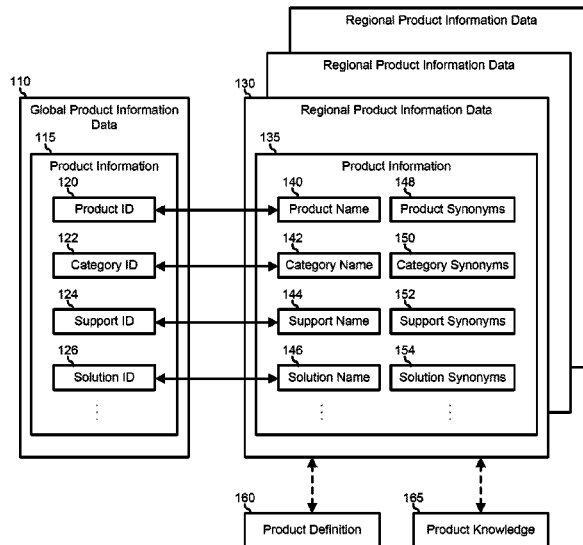 Regional Product Information Data
Regional Product Information Data
110
130
Global Product Information
Data
Regional Product Information Data
115
135
Product Information
Product Information
120
140
148
Product ID
Product Name
Product Synonyms
122
142
150
Category ID
Category Name
Category Synonyms
124
144
152
Support ID
Support Name
Support Synonyms
126
146
154
Solution ID
Solution Name
Solution Synonyms
160
165
Product Definition
Product Knowledge